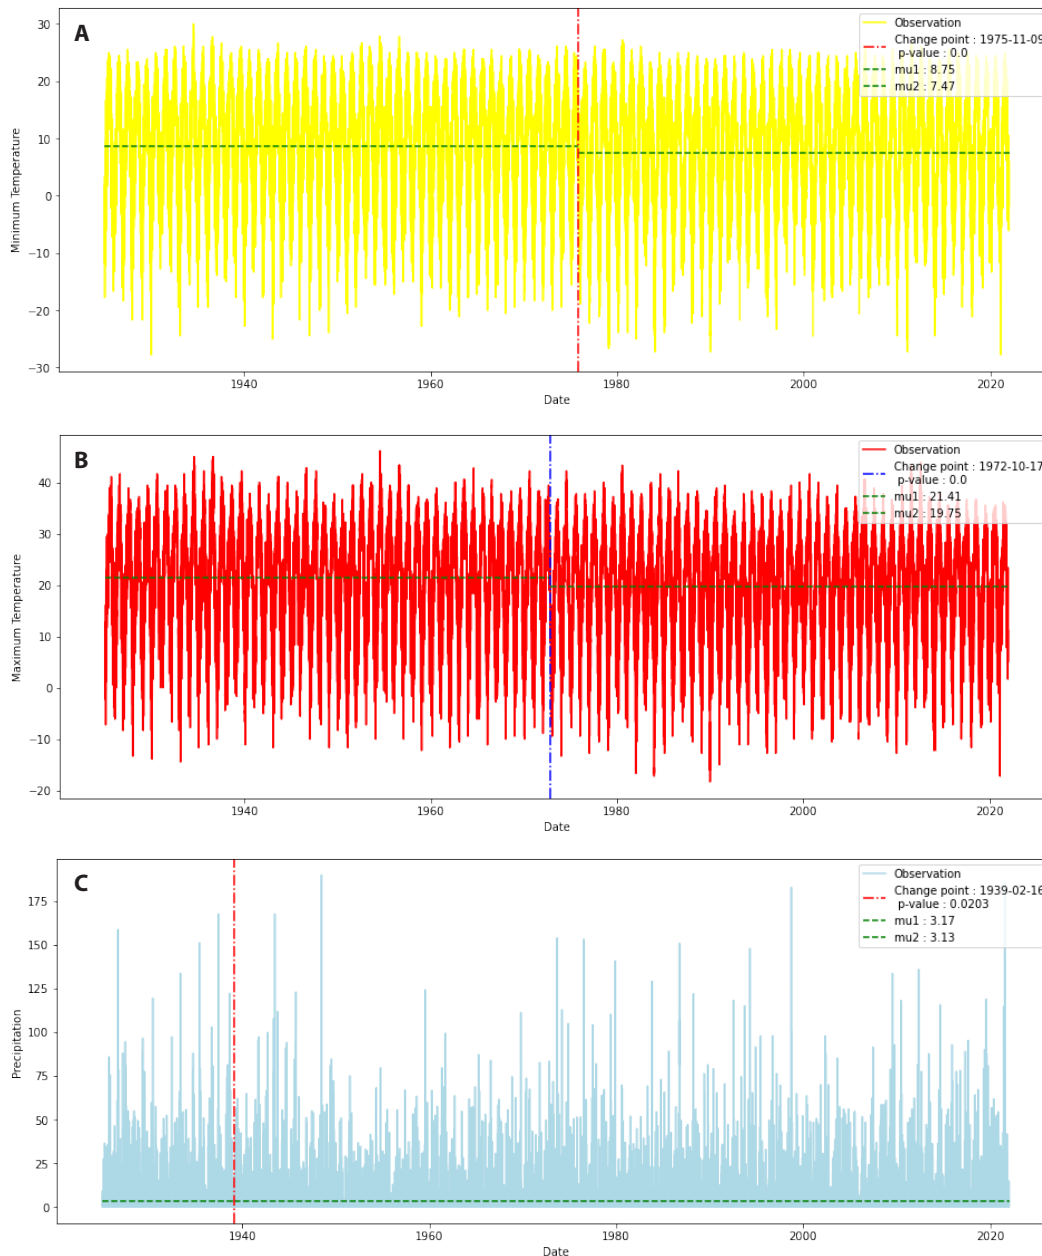 A
30
20
10
0
−10
−20
−30
Minimum Temperature
Observation
Change point : 1975-11-09
p-value : 0.0
mu1 : 8.75
mu2 : 7.47
1940
1960
1980
2000
2020
Date
B
40
30
20
10
0
−10
−20
Maximum Temperature
Observation
Change point : 1972-10-17
p-value : 0.0
mu1 : 21.41
mu2 : 19.75
1940
1960
1980
2000
2020
Date
C
175
150
125
100
75
50
25
0
Precipitation
Observation
Change point : 1939-02-16
p-value : 0.0203
mu1 : 3.17
mu2 : 3.13
1940
1960
1980
2000
2020
Date